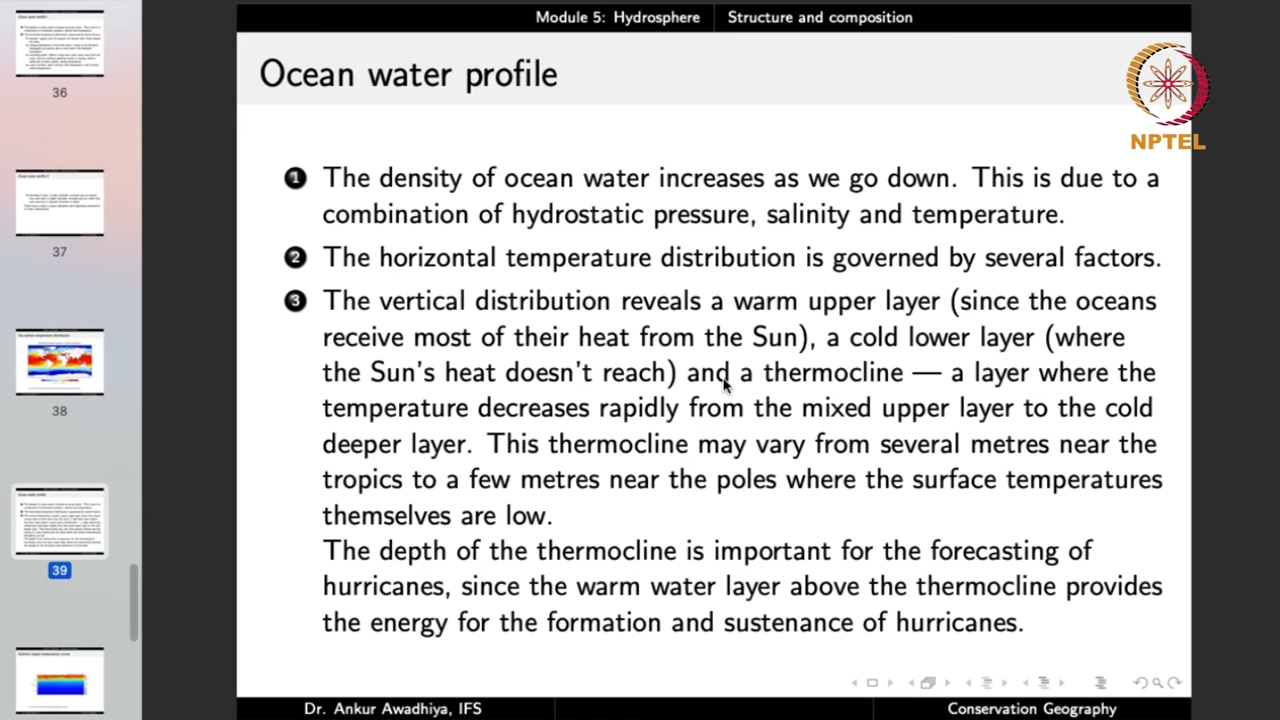 Module 5: Hydrosphere
Structure and composition
Ocean water profile
NPTEL
1 The density of ocean water increases as we go down. This is due to a
combination of hydrostatic pressure, salinity and temperature.
2 The horizontal temperature distribution is governed by several factors.
3 The vertical distribution reveals a warm upper layer (since the oceans
receive most of their heat from the Sun), a cold lower layer (where
the Sun's heat doesn't reach) and a thermocline — a layer where the
temperature decreases rapidly from the mixed upper layer to the cold
deeper layer. This thermocline may vary from several metres near the
tropics to a few metres near the poles where the surface temperatures
themselves are low.
The depth of the thermocline is important for the forecasting of
hurricanes, since the warm water layer above the thermocline provides
the energy for the formation and sustenance of hurricanes.
Dr. Ankur Awadhiya, IFS
Conservation Geography
36
37
38
39